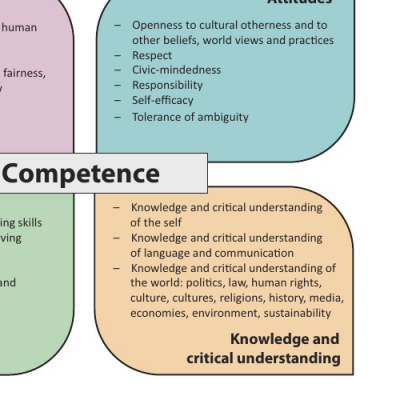 Attitudes
human
– Openness to cultural otherness and to
other beliefs, world views and practices
– Respect
fairness,
– Civic-mindedness
– Responsibility
– Self-efficacy
– Tolerance of ambiguity
Competence
– Knowledge and critical understanding
of the self
– Knowledge and critical understanding
of language and communication
– Knowledge and critical understanding of
the world: politics, law, human rights,
culture, cultures, religions, history, media,
economies, environment, sustainability
ing skills
ving
and
Knowledge and
critical understanding